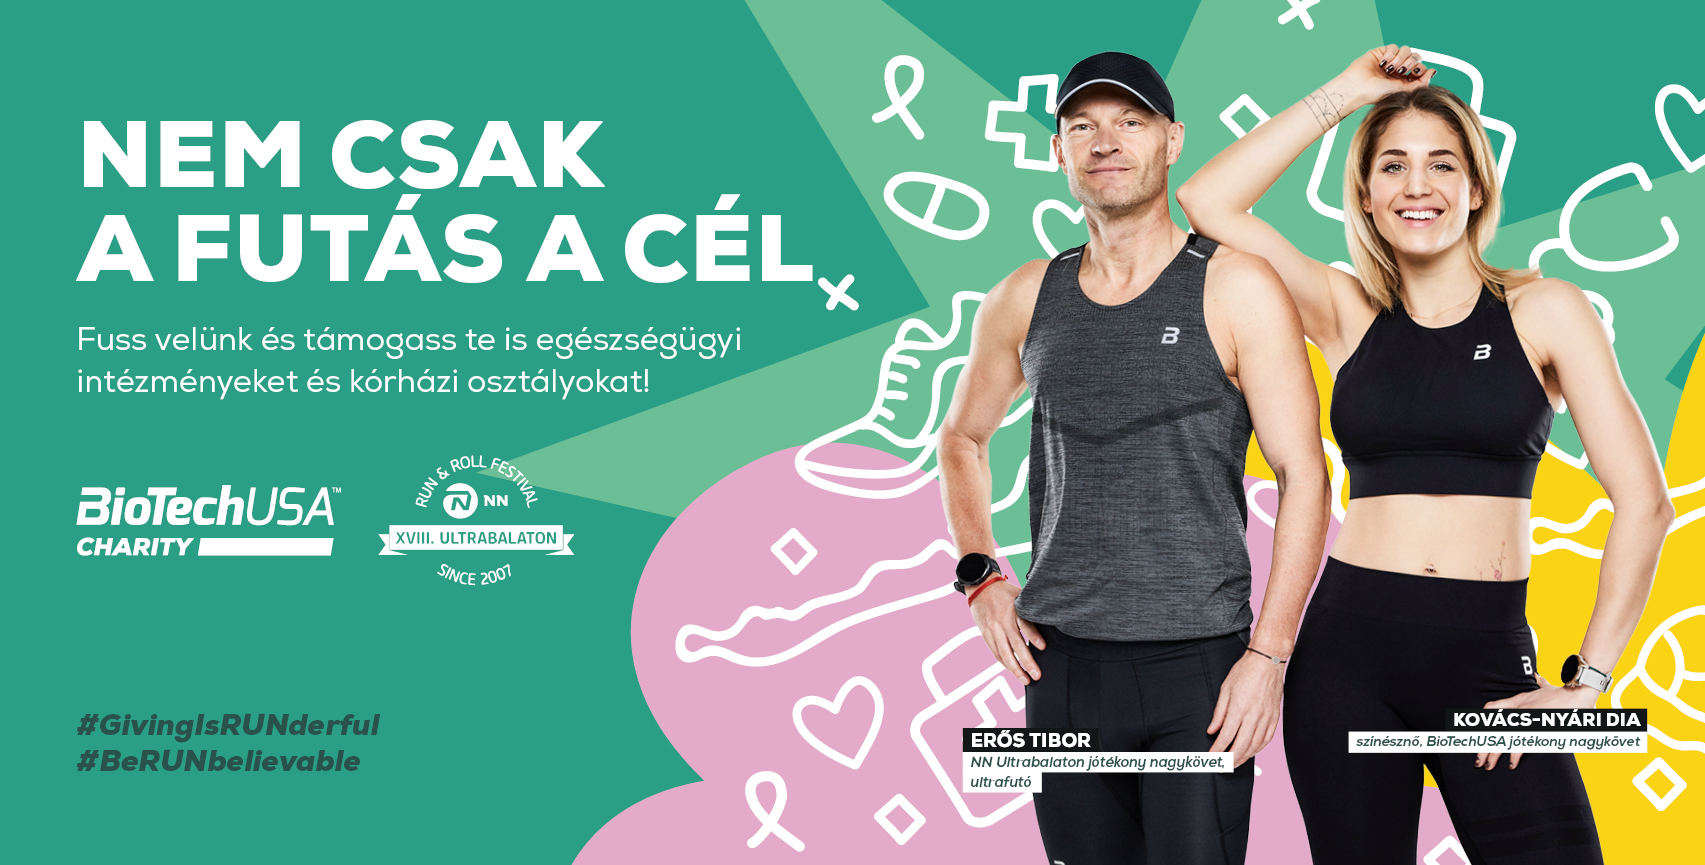 NEM CSAK
A FUTÁS A CÉL
Fuss velünk és támogass te is egészségügyi
intézményeket és kórházi osztályokat!
BioTechUSA™
CHARITY
RUN & ROLL FESTIVAL
N NN
XVIII. ULTRABALATON
SINCE 2007
#GivingIsRUNderful
#BeRUNbelievable
B
B
B
ERŐS TIBOR
NN Ultrabalaton jótékony nagykövet,
ultrafutó
KOVÁCS-NYÁRI DIA
színésznő, BioTechUSA jótékony nagykövet